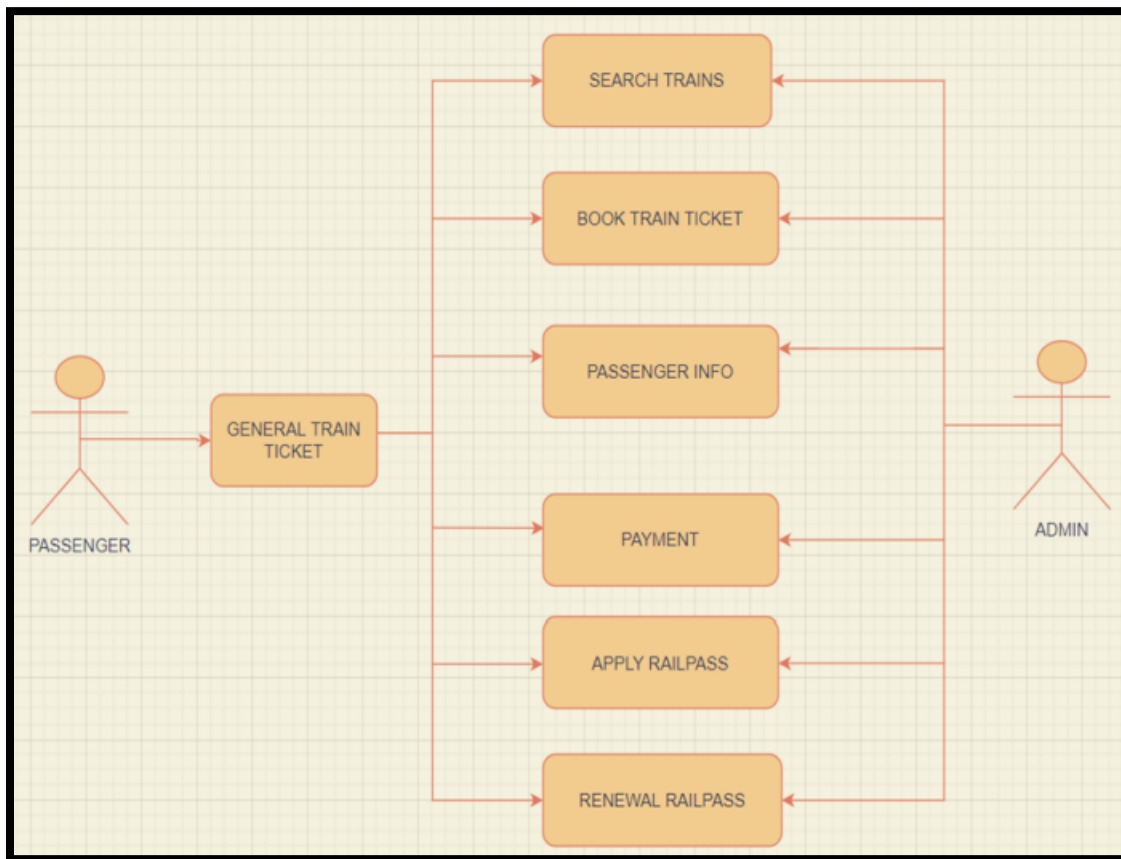 SEARCH TRAINS
BOOK TRAIN TICKET
PASSENGER INFO
GENERAL TRAIN
TICKET
PASSENGER
PAYMENT
ADMIN
APPLY RAILPASS
RENEWAL RAILPASS